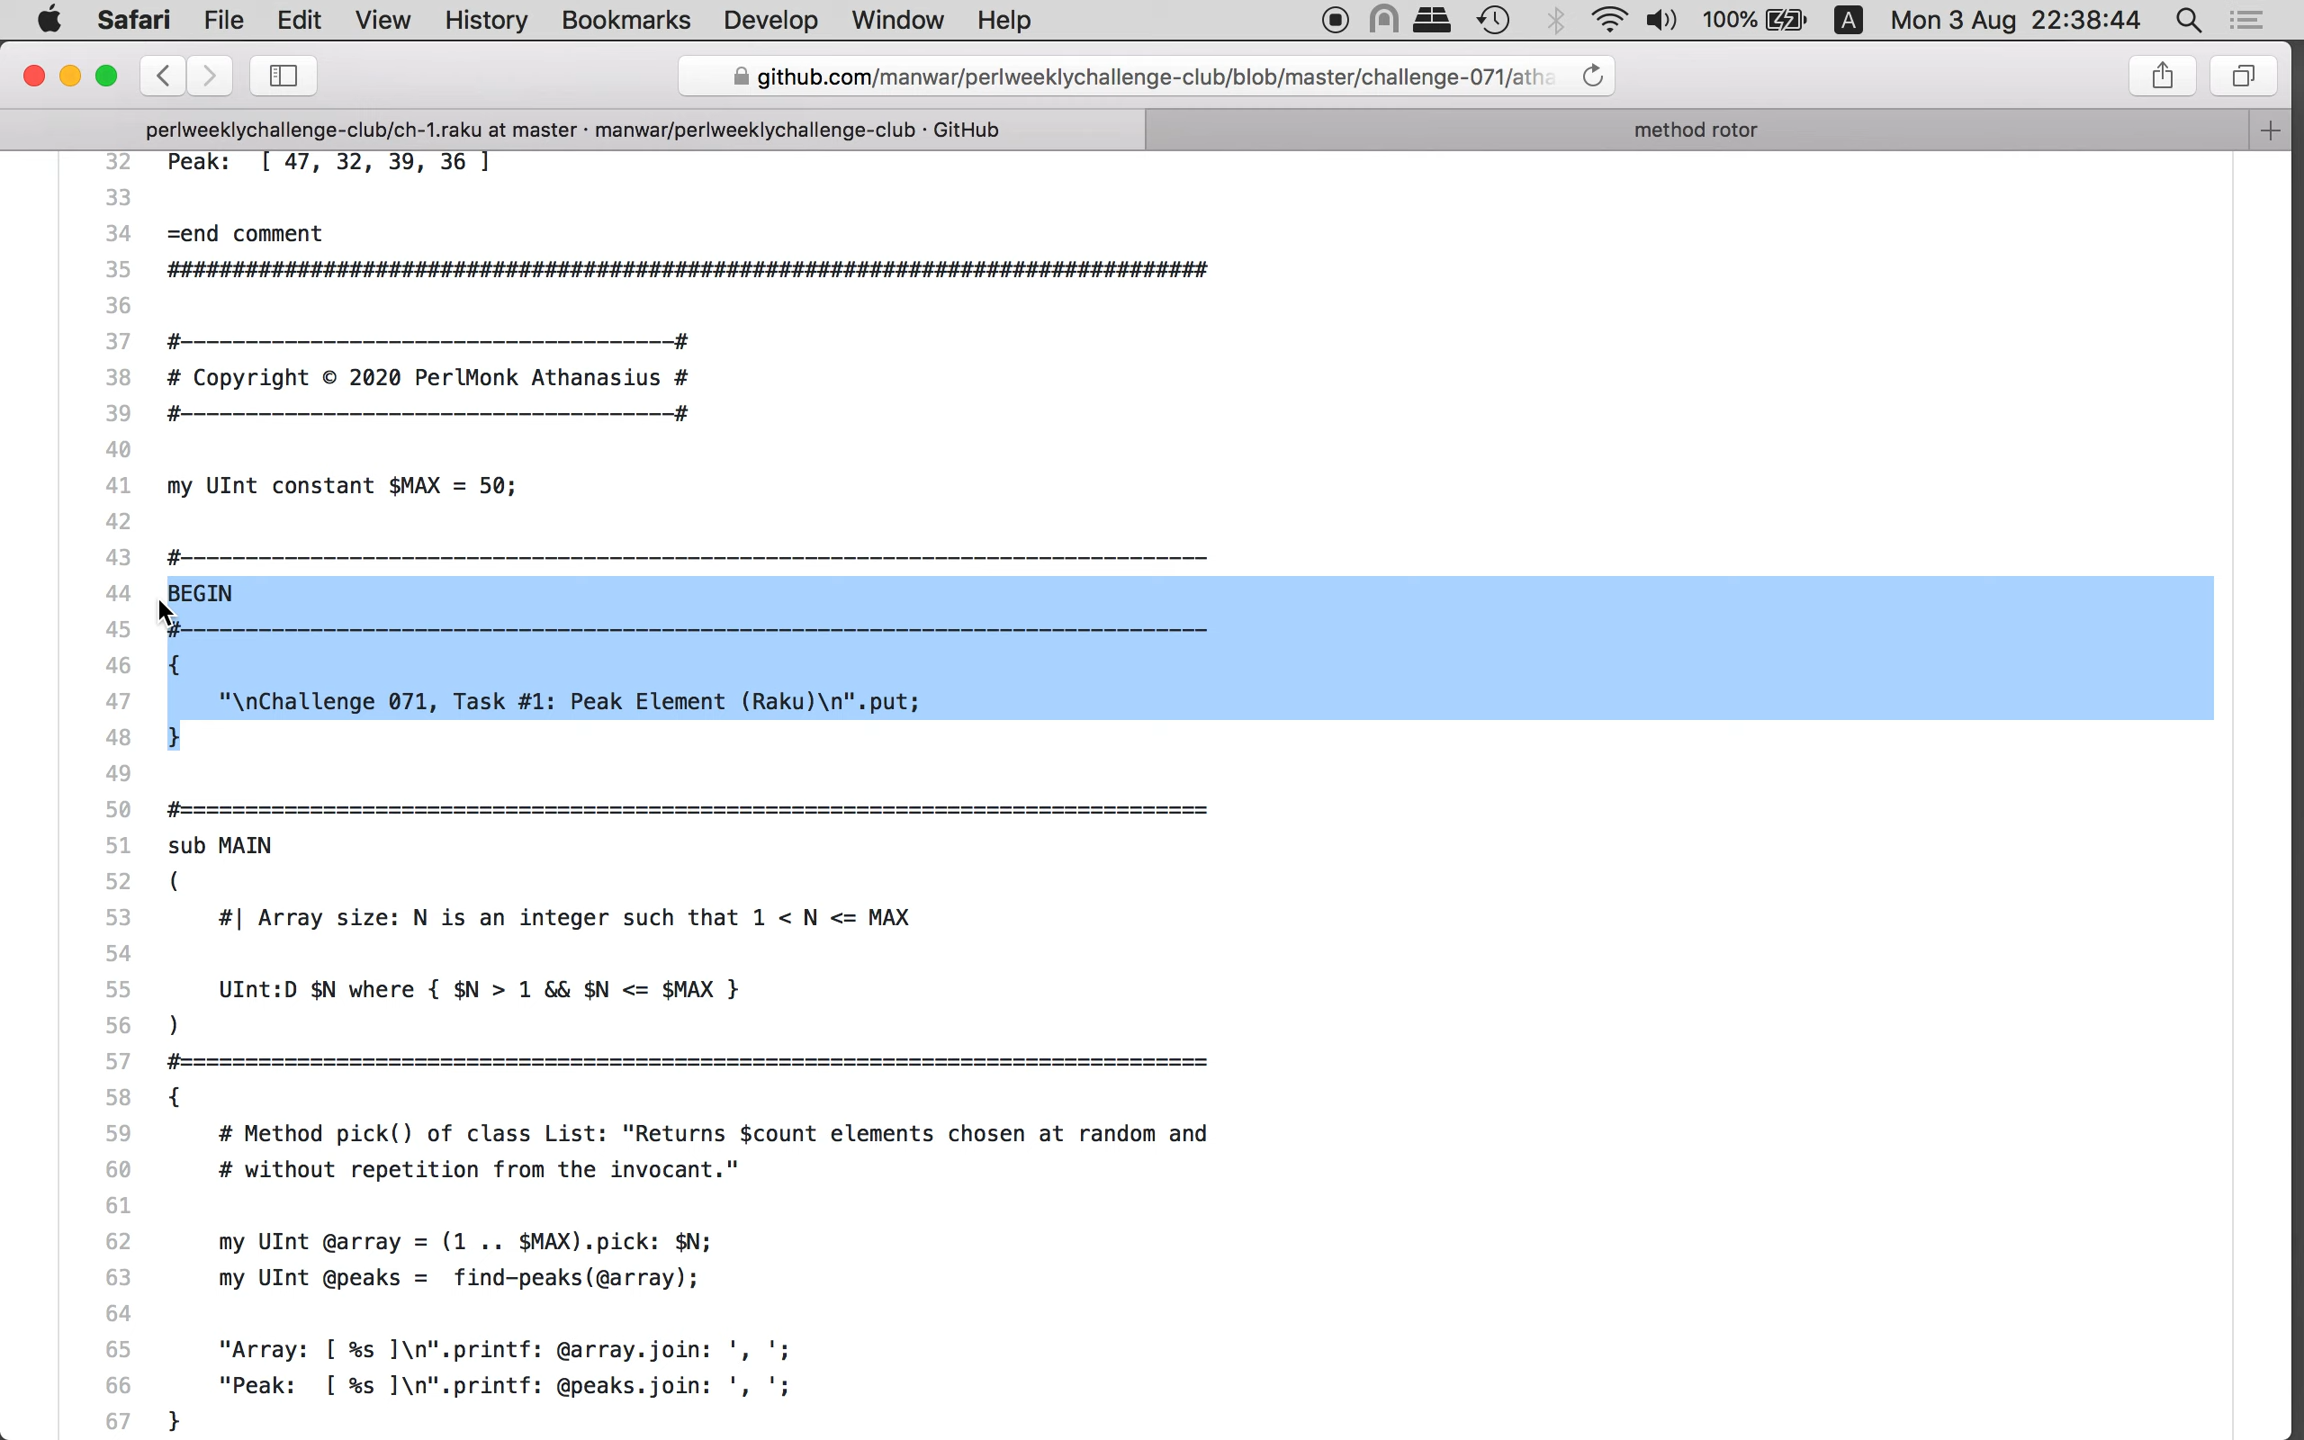 Safari File Edit View History Bookmarks Develop Window Help 100% A Mon 3 Aug 22:38:44
github.com/manwar/perlweeklychallenge-club/blob/master/challenge-071/atha
perlweeklychallenge-club/ch-1.raku at master · manwar/perlweeklychallenge-club · GitHub method rotor
32 Peak: [ 47, 32, 39, 36 ]
33
34 =end comment
35 ################################################################################
36
37 #--------------------------------------#
38 # Copyright © 2020 PerlMonk Athanasius #
39 #--------------------------------------#
40
41 my UInt constant $MAX = 50;
42
43 #-------------------------------------------------------------------------------
44 BEGIN
45 #-------------------------------------------------------------------------------
46 {
47 "\nChallenge 071, Task #1: Peak Element (Raku)\n".put;
48 }
49
50 #===============================================================================
51 sub MAIN
52 (
53 #| Array size: N is an integer such that 1 < N <= MAX
54
55 UInt:D $N where { $N > 1 && $N <= $MAX }
56 )
57 #===============================================================================
58 {
59 # Method pick() of class List: "Returns $count elements chosen at random and
60 # without repetition from the invocant."
61
62 my UInt @array = (1 .. $MAX).pick: $N;
63 my UInt @peaks = find-peaks(@array);
64
65 "Array: [ %s ]\n".printf: @array.join: ', ';
66 "Peak: [ %s ]\n".printf: @peaks.join: ', ';
67 }